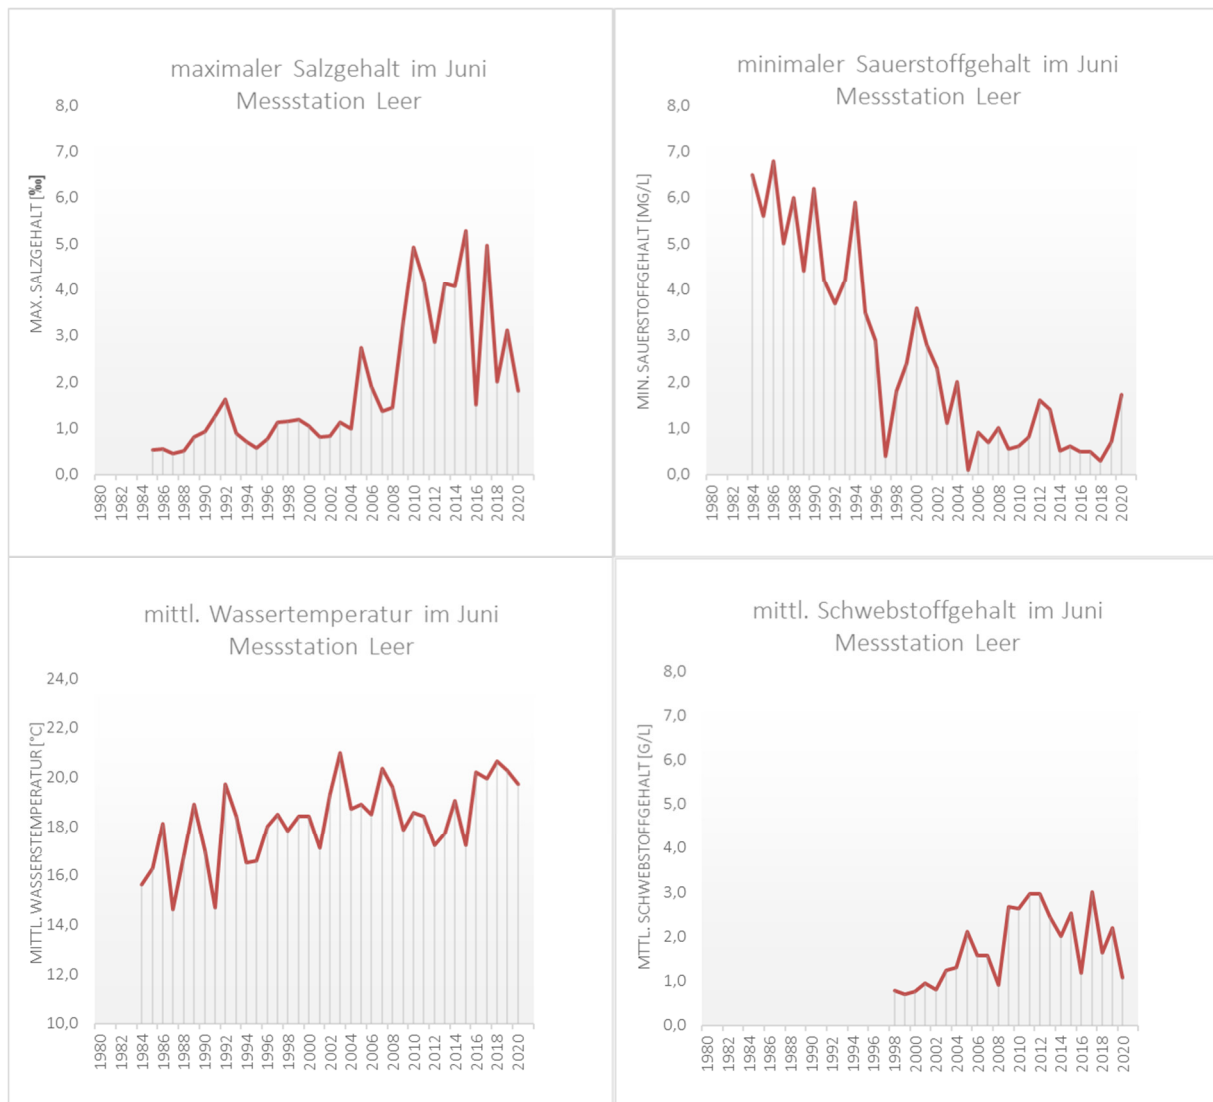 maximaler Salzgehalt im Juni
Messstation Leer
MAX. SALZGEHALT [‰]
8,0
7,0
6,0
5,0
4,0
3,0
2,0
1,0
0,0
1980 1982 1984 1986 1988 1990 1992 1994 1996 1998 2000 2002 2004 2006 2008 2010 2012 2014 2016 2018 2020
minimaler Sauerstoffgehalt im Juni
Messstation Leer
MIN. SAUERSTOFFGEHALT [MG/L]
8,0
7,0
6,0
5,0
4,0
3,0
2,0
1,0
0,0
1980 1982 1984 1986 1988 1990 1992 1994 1996 1998 2000 2002 2004 2006 2008 2010 2012 2014 2016 2018 2020
mittl. Wassertemperatur im Juni
Messstation Leer
MITTL. WASSERSTEMPERATUR [°C]
24,0
22,0
20,0
18,0
16,0
14,0
12,0
10,0
1980 1982 1984 1986 1988 1990 1992 1994 1996 1998 2000 2002 2004 2006 2008 2010 2012 2014 2016 2018 2020
mittl. Schwebstoffgehalt im Juni
Messstation Leer
MTTL. SCHWEBSTOFFGEHALT [G/L]
8,0
7,0
6,0
5,0
4,0
3,0
2,0
1,0
0,0
1980 1982 1984 1986 1988 1990 1992 1994 1996 1998 2000 2002 2004 2006 2008 2010 2012 2014 2016 2018 2020